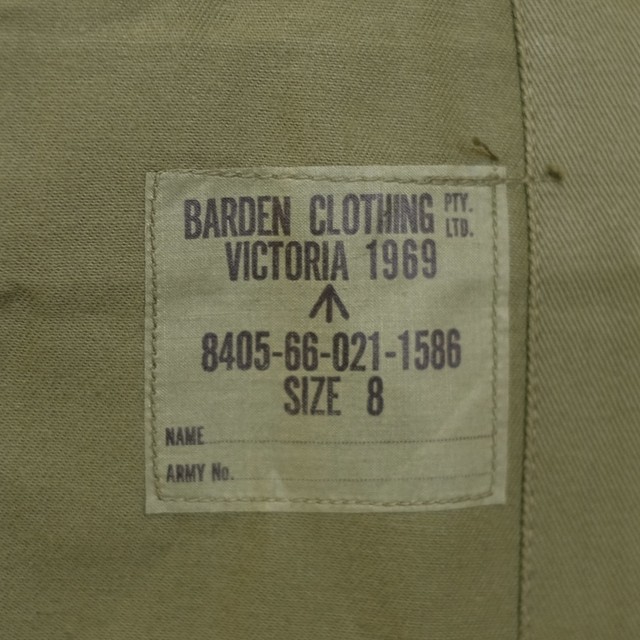 BARDEN CLOTHING PTY. LTD.
VICTORIA 1969
8405-66-021-1586
SIZE 8
NAME
ARMY No.